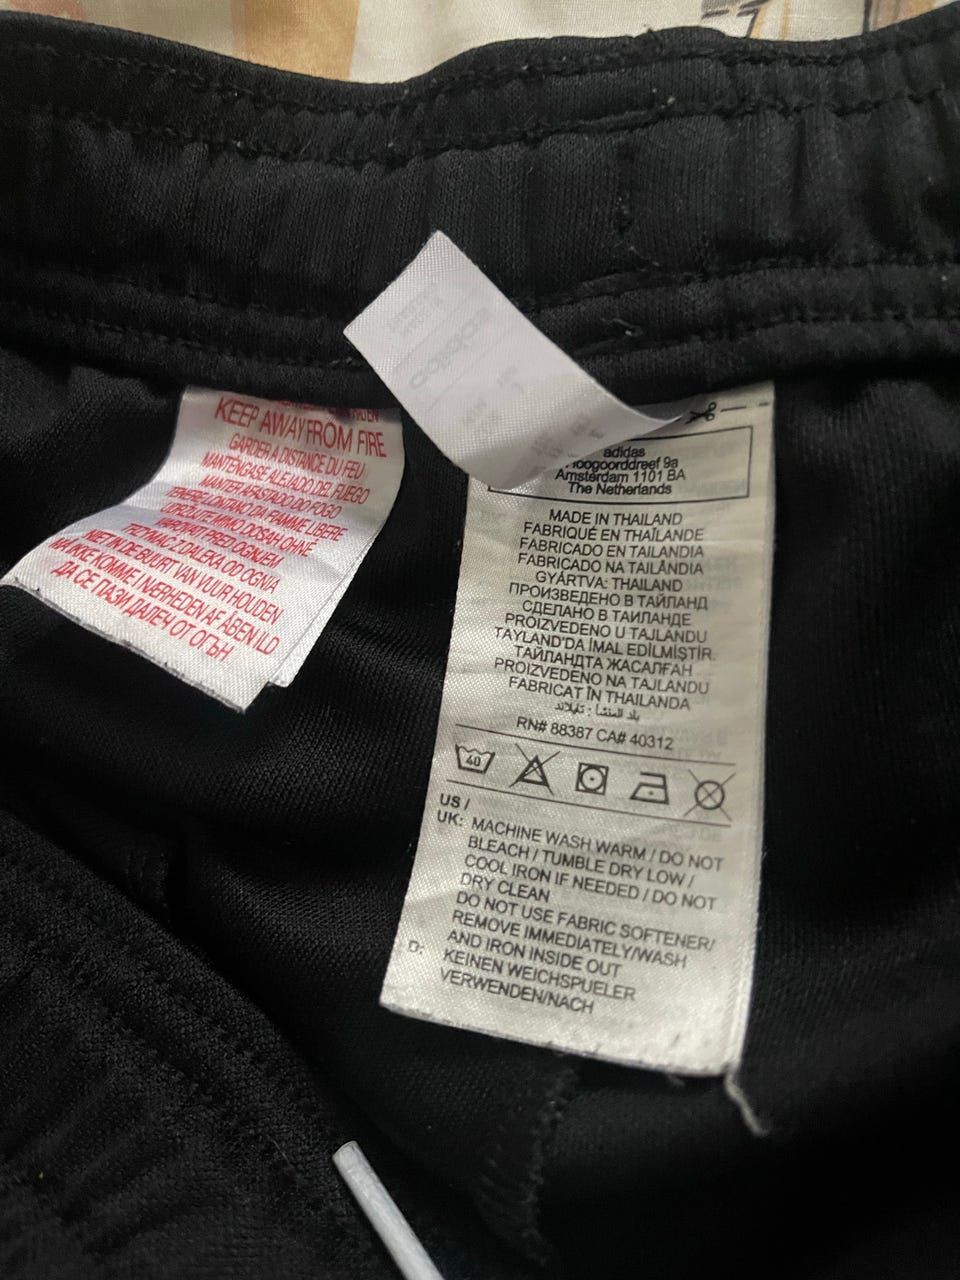 KEEP AWAY FROM FIRE
GARDER A DISTANCE DU FEU
MANTENGASE ALEJADO DEL FUEGO
MANTER AFASTADO DO FOGO
TENERE LONTANO DA FIAMME LIBERE
UDRŽUJTE MIMO DOSAH OHNĚ
VAROVAT PRED OGNJEM
TRZYMAĆ Z DALEKA OD OGNIA
NIET IN DE BUURT VAN VUUR HOUDEN
MÅ IKKE KOMME I NÆRHEDEN AF ÅBEN ILD
ДА СЕ ПАЗИ ДАЛЕЧ ОТ ОГЪН.
adidas
Hoogoorddreef 9a
Amsterdam 1101 BA
The Netherlands
MADE IN THAILAND
FABRIQUÉ EN THAÏLANDE
FABRICADO EN TAILANDIA
FABRICADO NA TAILÂNDIA
GYÁRTVA: THAILAND
ПРОИЗВЕДЕНО В ТАЙЛАНД
СДЕЛАНО В ТАИЛАНДЕ
PROIZVEDENO U TAJLANDU
TAYLAND'DA İMAL EDİLMİŞTİR.
ТАЙЛАНДТА ЖАСАЛҒАН
PROIZVEDENO NA TAJLANDU
FABRICAT ÎN THAILANDA
بلد المنشأ : تايلاند
RN# 88387 CA# 40312
40
US /
UK: MACHINE WASH WARM / DO NOT
BLEACH / TUMBLE DRY LOW /
COOL IRON IF NEEDED / DO NOT
DRY CLEAN
DO NOT USE FABRIC SOFTENER/
REMOVE IMMEDIATELY/WASH
AND IRON INSIDE OUT
D: KEINEN WEICHSPUELER
VERWENDEN/NACH